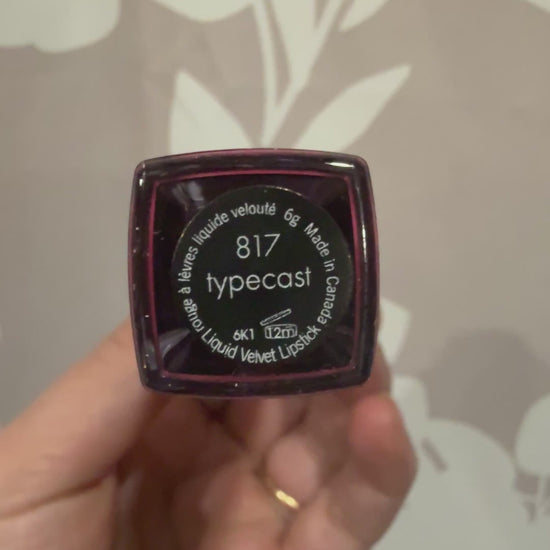 817
typecast
6K1
12m
Liquid Velvet Lipstick rouge à lèvres liquide velouté 6g Made in Canada